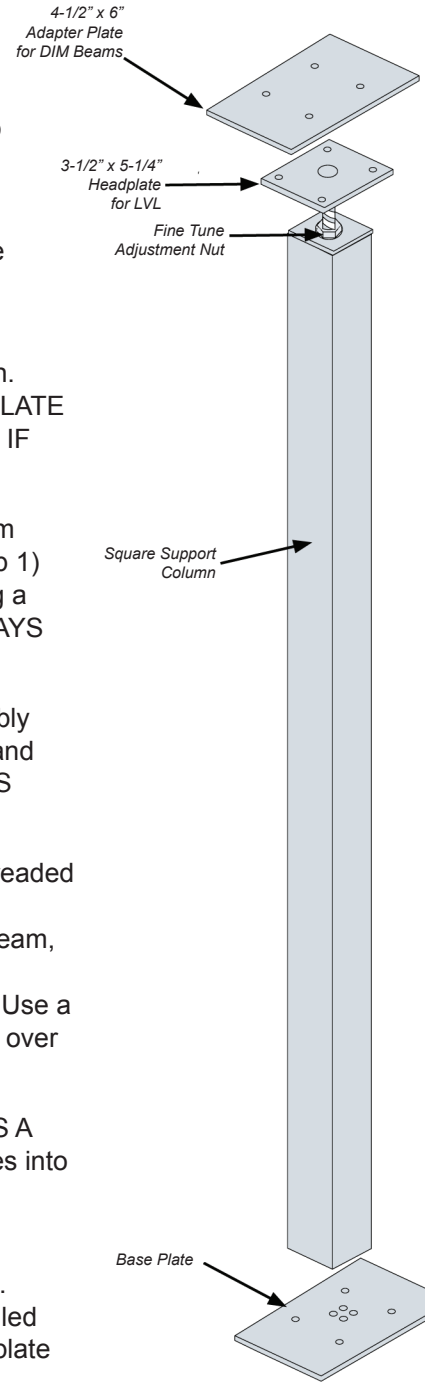 4-1/2” x 6”
Adapter Plate
for DIM Beams
3-1/2” x 5-1/4”
Headplate
for LVL
Fine Tune
Adjustment Nut
LATE
IF
Square Support
Column
1)
g a
AYS
bly
and
S
readed
eam,
Use a
over
S A
es into
Base Plate
led
plate